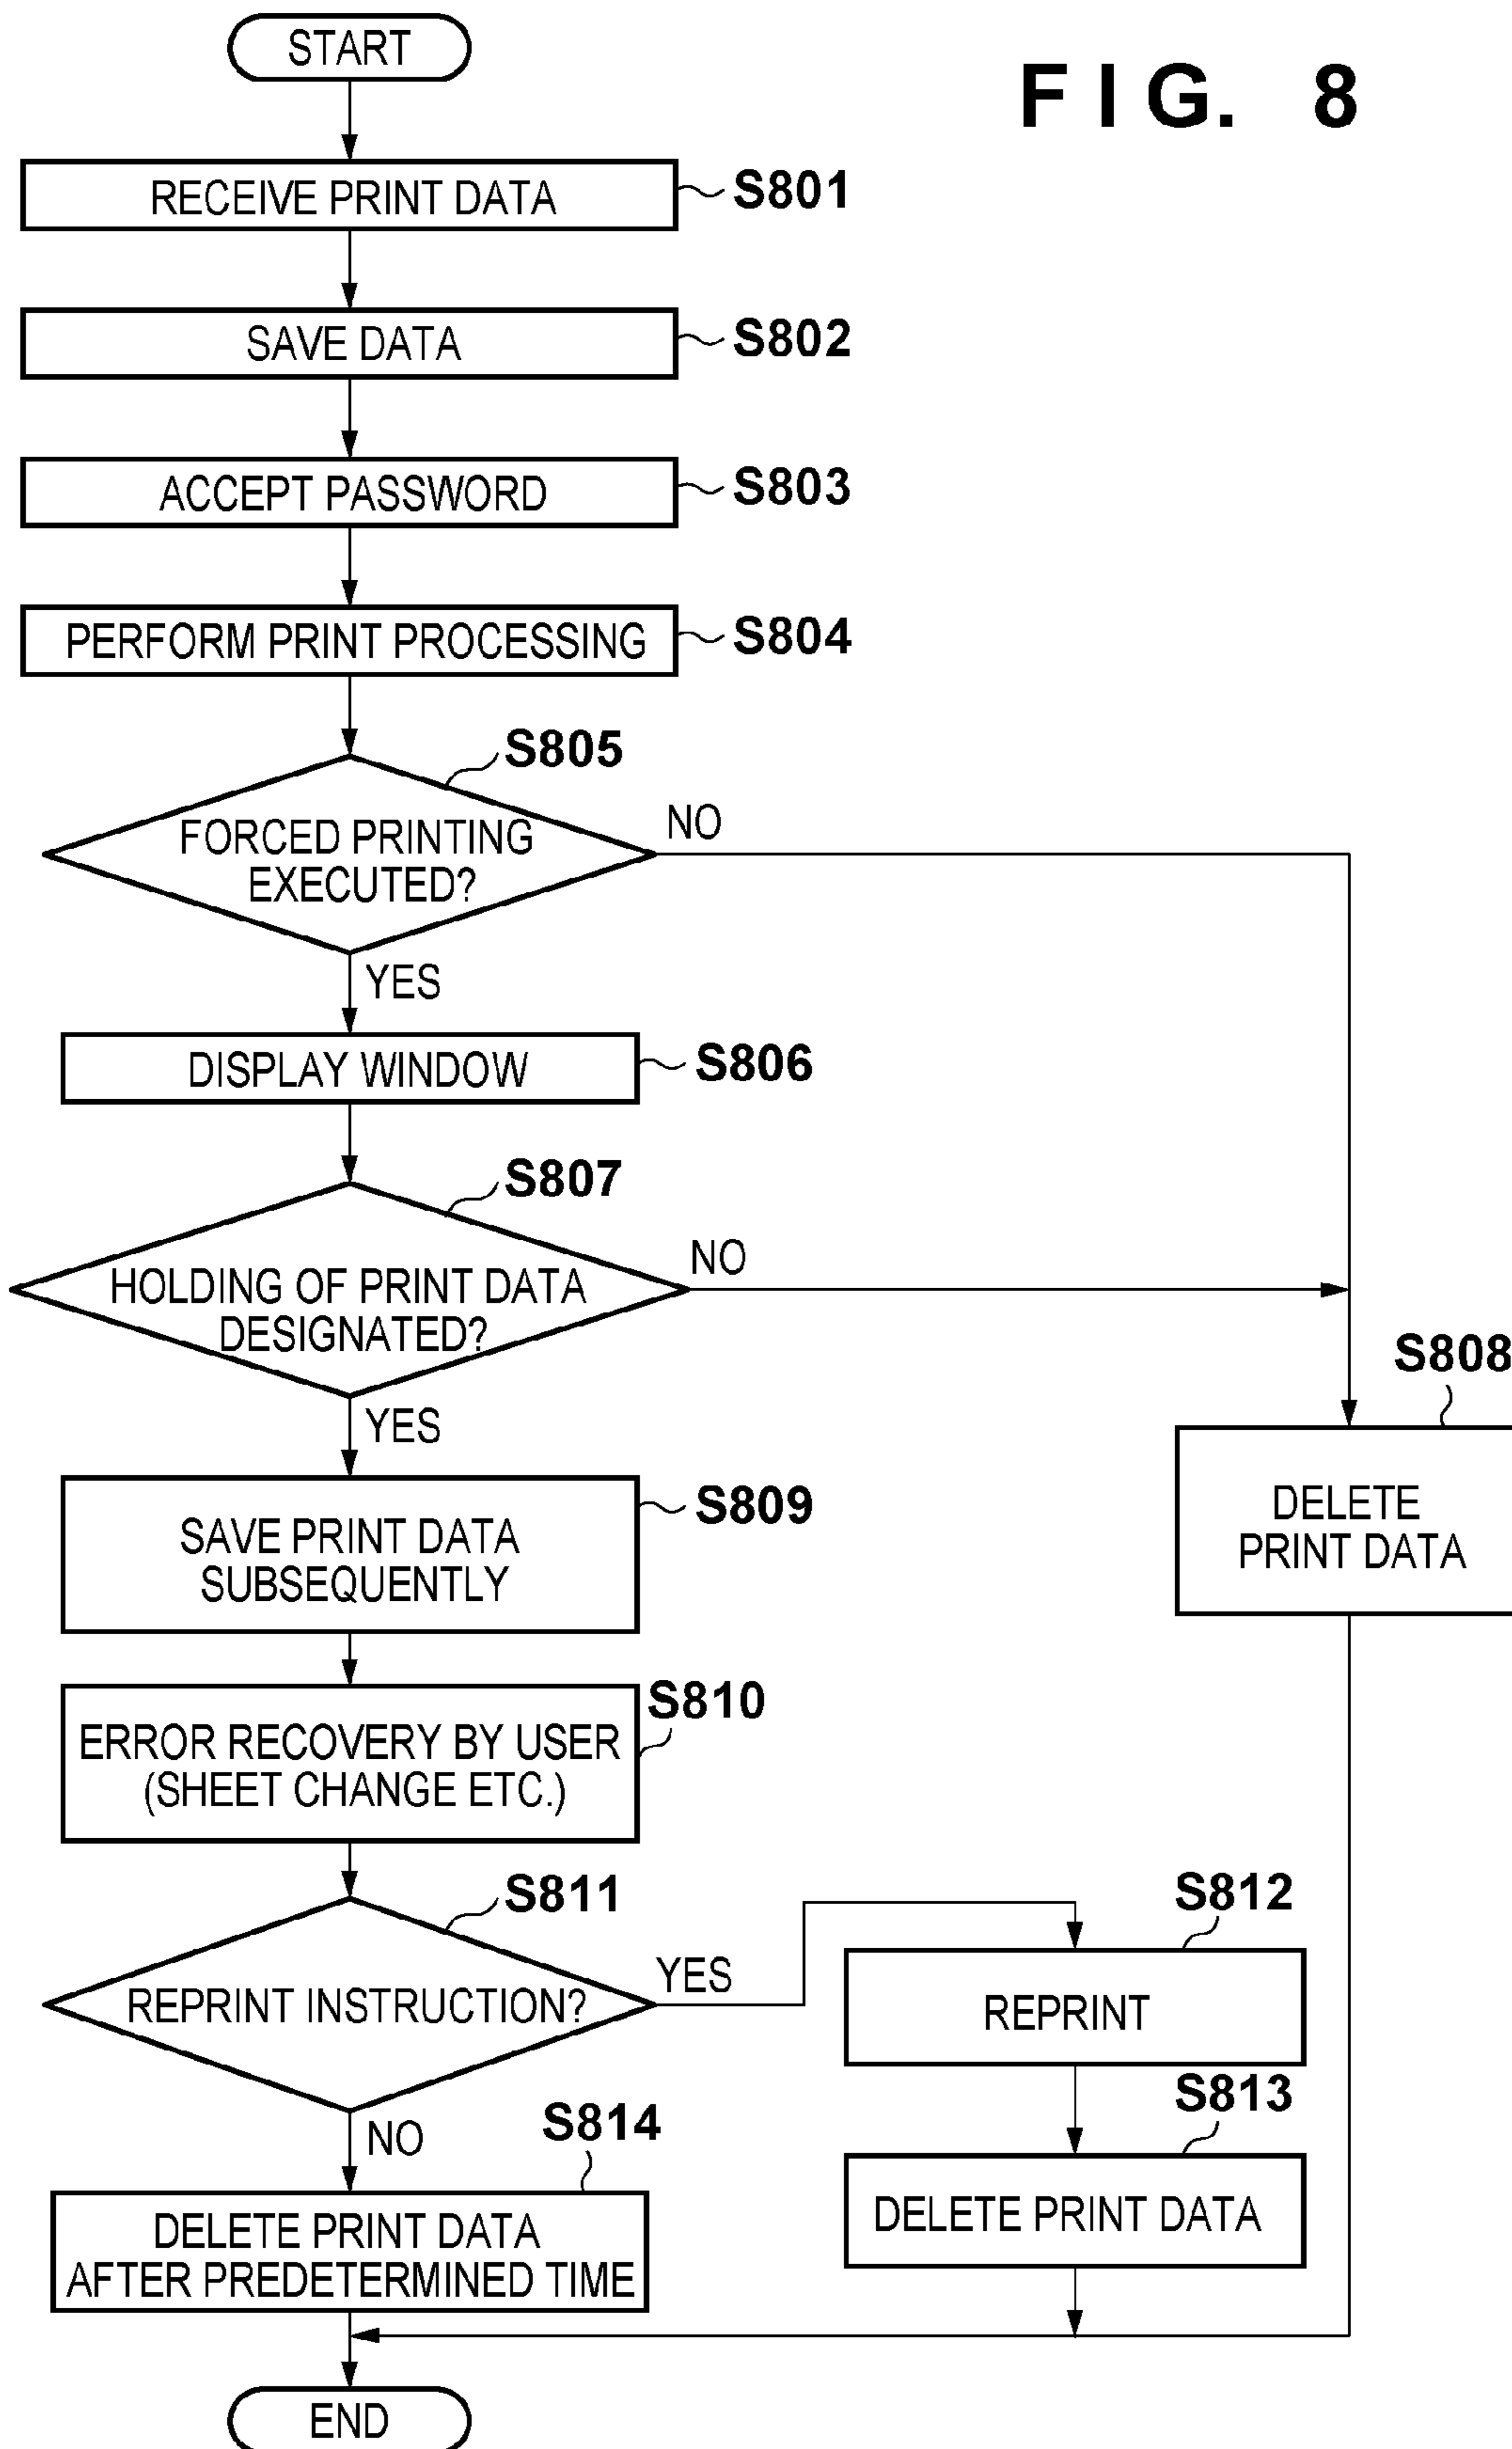 START
FIG. 8
RECEIVE PRINT DATA
S801
SAVE DATA
S802
ACCEPT PASSWORD
S803
PERFORM PRINT PROCESSING
S804
S805
FORCED PRINTING
EXECUTED?
NO
YES
DISPLAY WINDOW
S806
S807
HOLDING OF PRINT DATA
DESIGNATED?
NO
YES
S808
DELETE
PRINT DATA
SAVE PRINT DATA
SUBSEQUENTLY
S809
ERROR RECOVERY BY USER
(SHEET CHANGE ETC.)
S810
S811
REPRINT INSTRUCTION?
YES
NO
S812
REPRINT
S813
DELETE PRINT DATA
S814
DELETE PRINT DATA
AFTER PREDETERMINED TIME
END